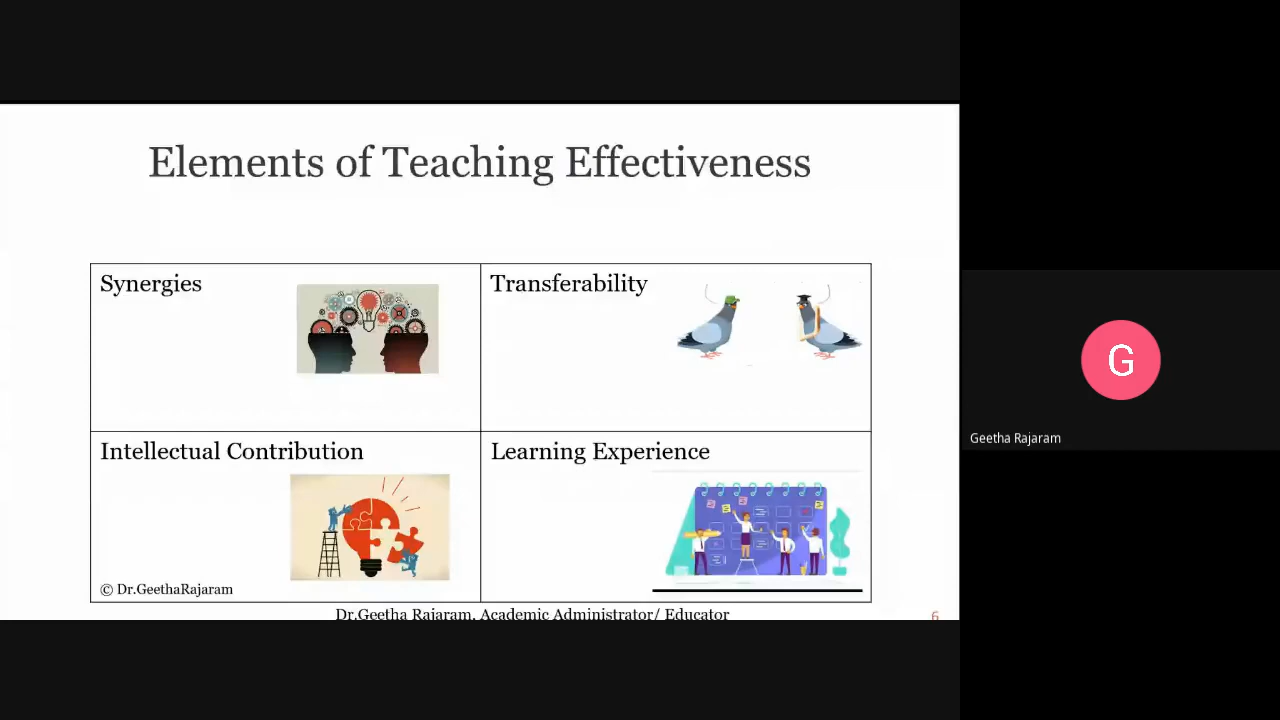 Elements of Teaching Effectiveness
Synergies
Transferability
Intellectual Contribution
Learning Experience
© Dr.GeethaRajaram
Dr.Geetha Rajaram, Academic Administrator/ Educator
6
G
Geetha Rajaram